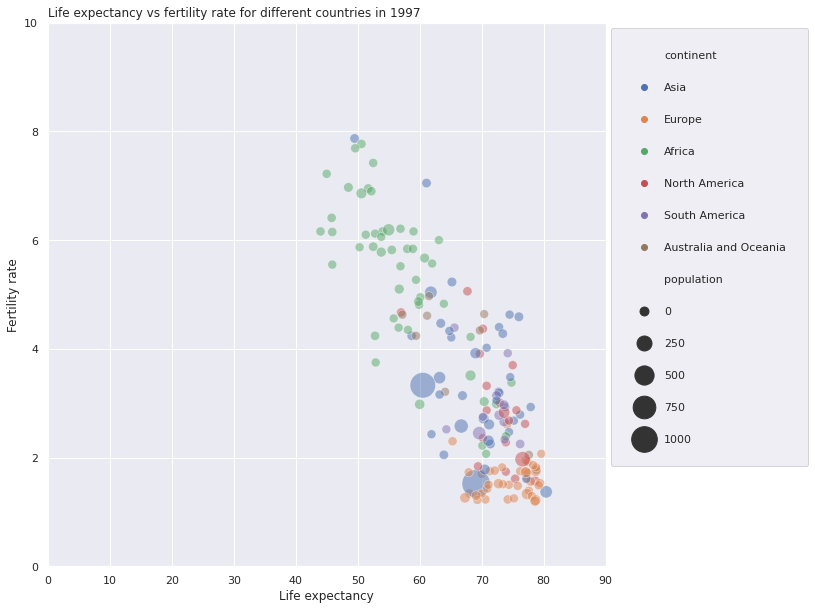 Life expectancy vs fertility rate for different countries in 1997
10
8
6
4
2
0
Fertility rate
0 10 20 30 40 50 60 70 80 90
Life expectancy
continent
Asia
Europe
Africa
North America
South America
Australia and Oceania
population
0
250
500
750
1000